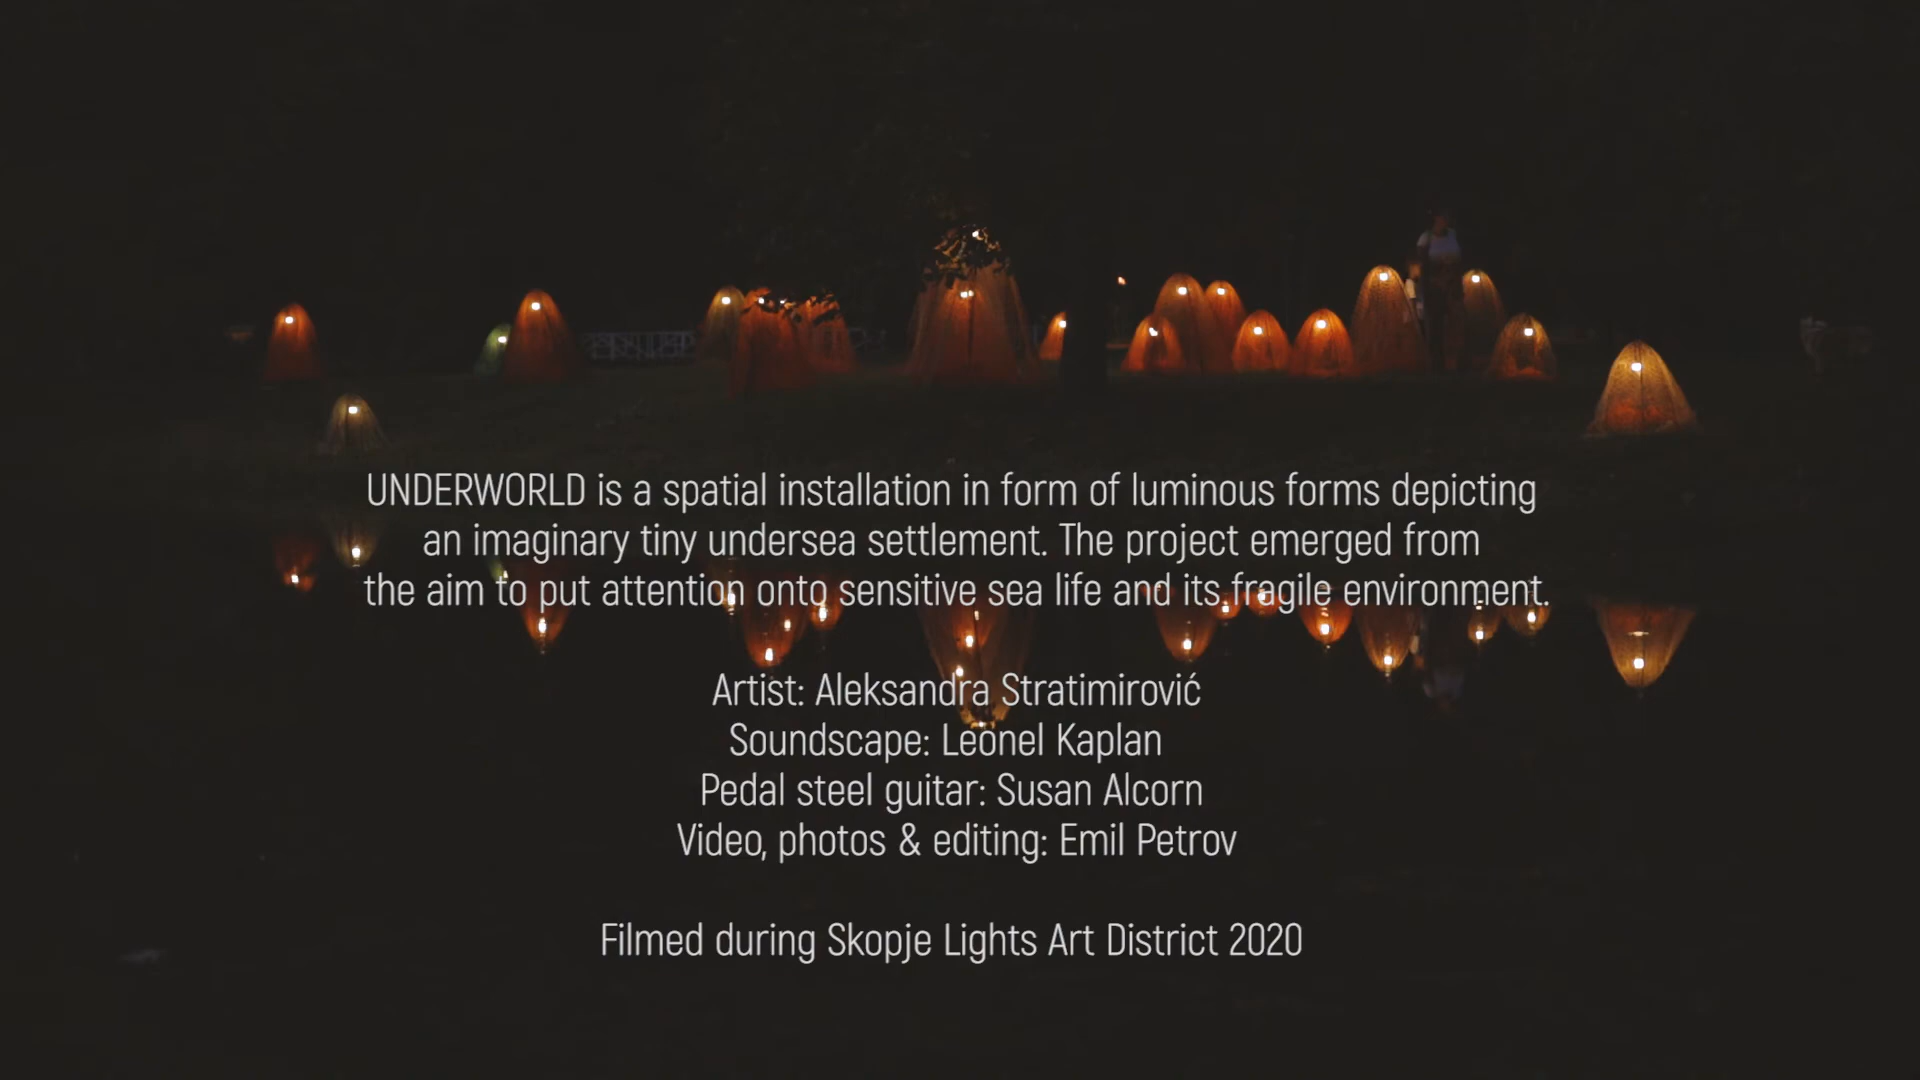 UNDERWORLD is a spatial installation in form of luminous forms depicting
an imaginary tiny undersea settlement. The project emerged from
the aim to put attention onto sensitive sea life and its fragile environment.
Artist: Aleksandra Stratimirović
Soundscape: Leonel Kaplan
Pedal steel guitar: Susan Alcorn
Video, photos & editing: Emil Petrov
Filmed during Skopje Lights Art District 2020